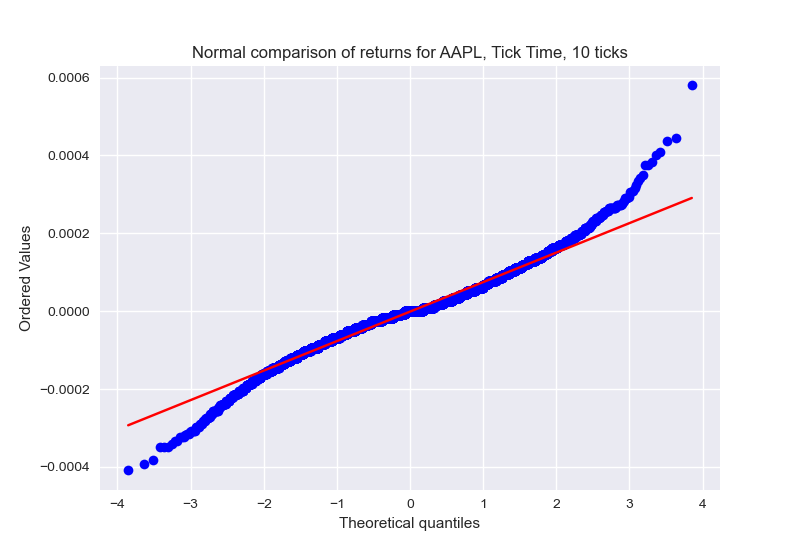 Normal comparison of returns for AAPL, Tick Time, 10 ticks
0.0006
0.0004
0.0002
0.0000
−0.0002
−0.0004
Ordered Values
−4 −3 −2 −1 0 1 2 3 4
Theoretical quantiles